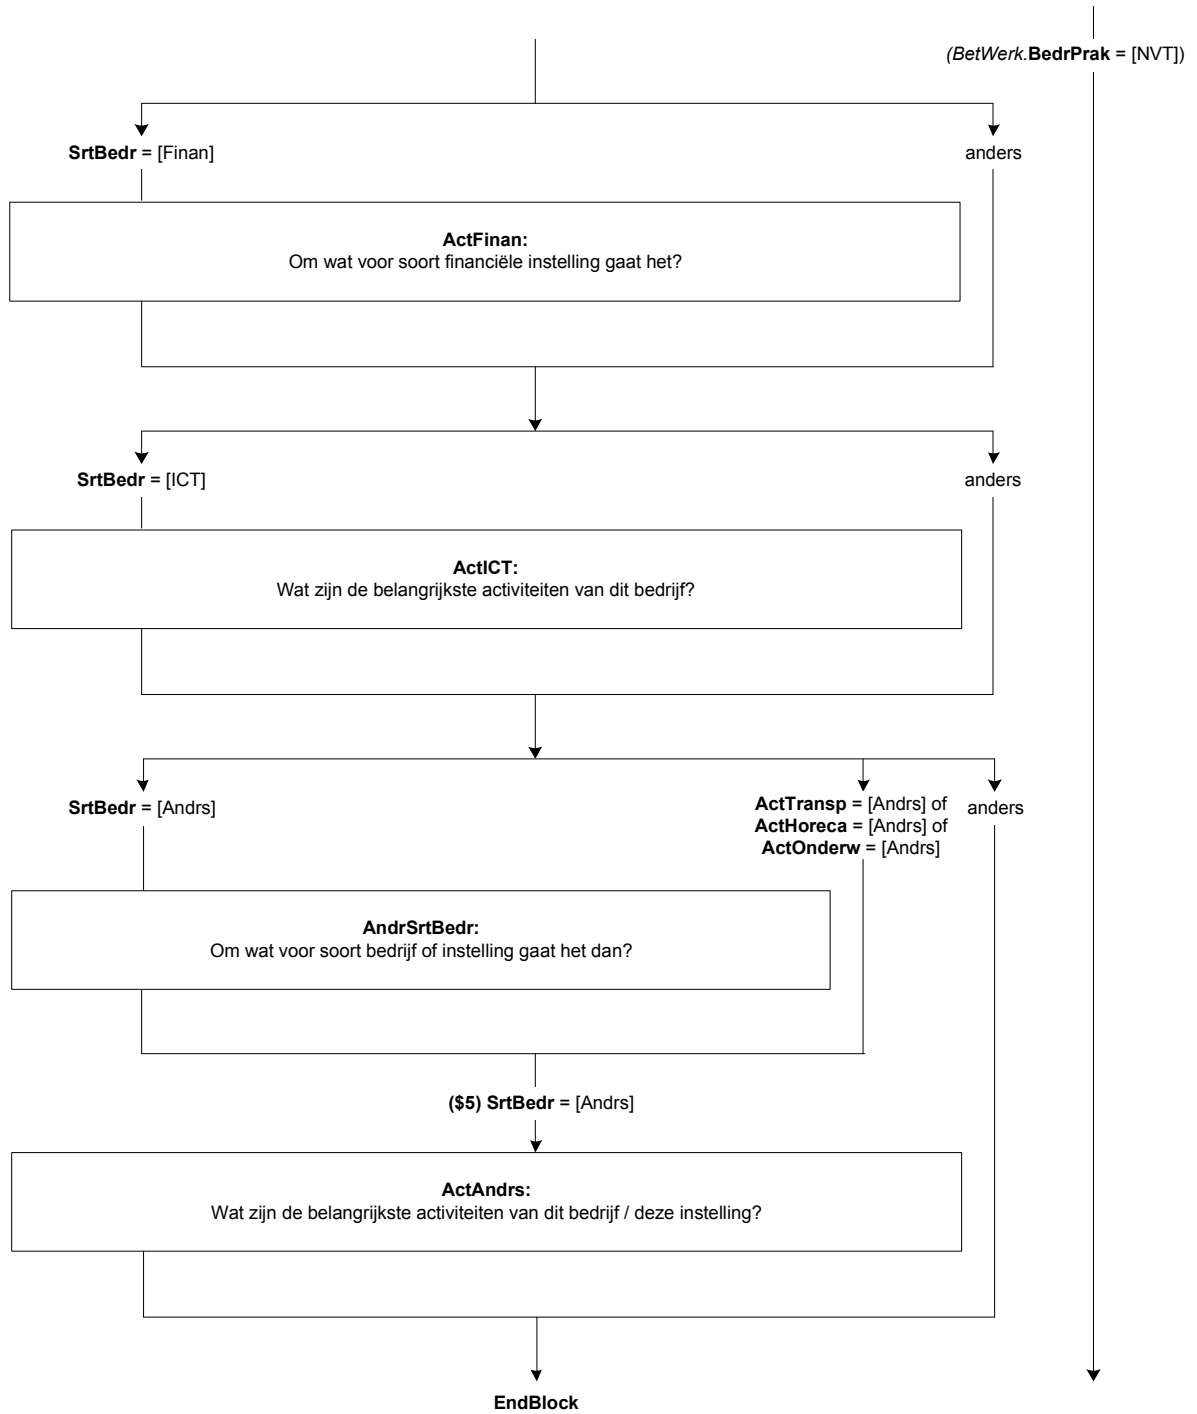 (BetWerk.BedrPrak = [NVT])
SrtBedr = [Finan]
anders
ActFinan:
Om wat voor soort financiële instelling gaat het?
SrtBedr = [ICT]
anders
ActICT:
Wat zijn de belangrijkste activiteiten van dit bedrijf?
SrtBedr = [Andrs]
ActTransp = [Andrs] of
ActHoreca = [Andrs] of
ActOnderw = [Andrs]
anders
AndrSrtBedr:
Om wat voor soort bedrijf of instelling gaat het dan?
($5) SrtBedr = [Andrs]
ActAndrs:
Wat zijn de belangrijkste activiteiten van dit bedrijf / deze instelling?
EndBlock